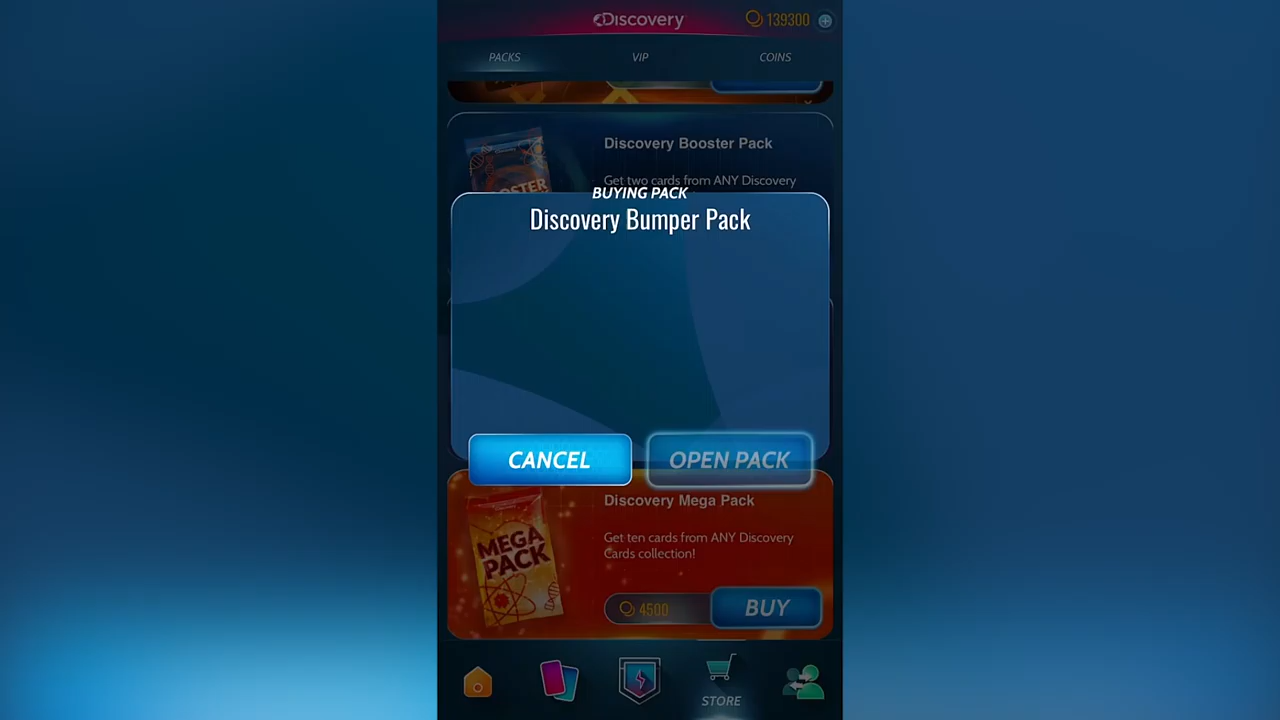 Discovery
139300
PACKS
VIP
COINS
Discovery Booster Pack
Get two cards from ANY Discovery
BUYING PACK
Discovery Bumper Pack
CANCEL
OPEN PACK
Discovery Mega Pack
MEGA
PACK
Get ten cards from ANY Discovery
Cards collection!
4500
BUY
STORE